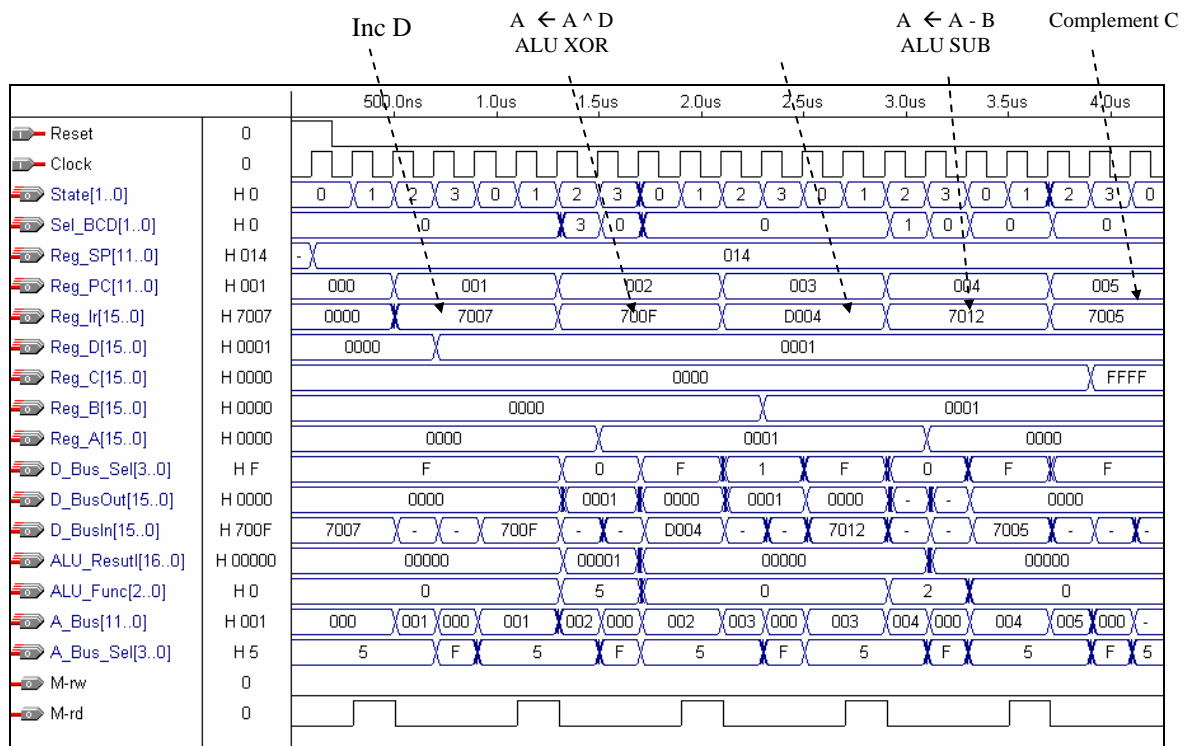 Inc D
A ← A ^ D
ALU XOR
A ← A - B
ALU SUB
Complement C
500.0ns 1.0us 1.5us 2.0us 2.5us 3.0us 3.5us 4.0us
Reset 0
Clock 0
State[1..0] H 0 0 1 2 3 0 1 2 3 0 1 2 3 0 1 2 3 0 1 2 3 0
Sel_BCD[1..0] H 0 0 3 0 0 1 0 0 0
Reg_SP[11..0] H 014 - 014
Reg_PC[11..0] H 001 000 001 002 003 004 005
Reg_Ir[15..0] H 7007 0000 7007 700F D004 7012 7005
Reg_D[15..0] H 0001 0000 0001
Reg_C[15..0] H 0000 0000 FFFF
Reg_B[15..0] H 0000 0000 0001
Reg_A[15..0] H 0000 0000 0001 0000
D_Bus_Sel[3..0] H F F 0 F 1 F 0 F F
D_BusOut[15..0] H 0000 0000 0001 0000 0001 0000 - - 0000
D_BusIn[15..0] H 700F 7007 - - 700F - - D004 - - 7012 - - 7005 - - -
ALU_Resutl[16..0] H 00000 00000 00001 00000 00000
ALU_Func[2..0] H 0 0 5 0 2 0
A_Bus[11..0] H 001 000 001 000 001 002 000 002 003 000 003 004 000 004 005 000 -
A_Bus_Sel[3..0] H 5 5 F 5 F 5 F 5 F 5 F 5
M-rw 0
M-rd 0